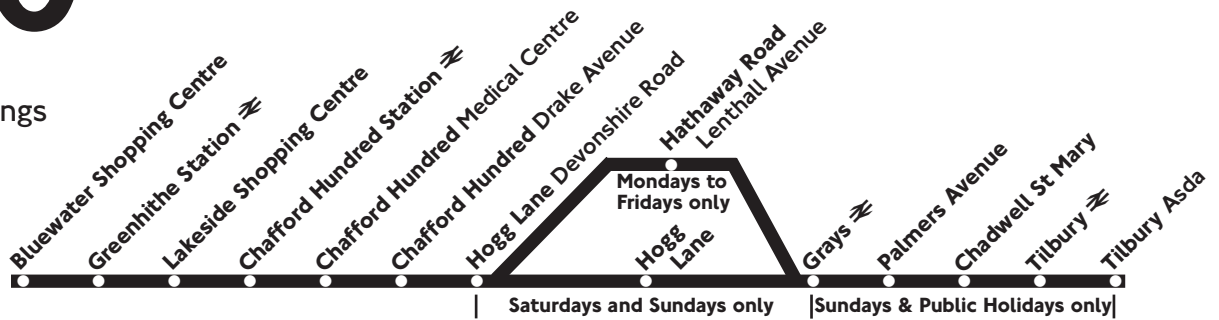 ngs
Bluewater Shopping Centre
Greenhithe Station
Lakeside Shopping Centre
Chafford Hundred Station
Chafford Hundred Medical Centre
Chafford Hundred Drake Avenue
Hogg Lane Devonshire Road
Hathaway Road
Lenthall Avenue
Mondays to
Fridays only
Hogg
Lane
Grays
Palmers Avenue
Chadwell St Mary
Tilbury
Tilbury Asda
Saturdays and Sundays only
Sundays & Public Holidays only